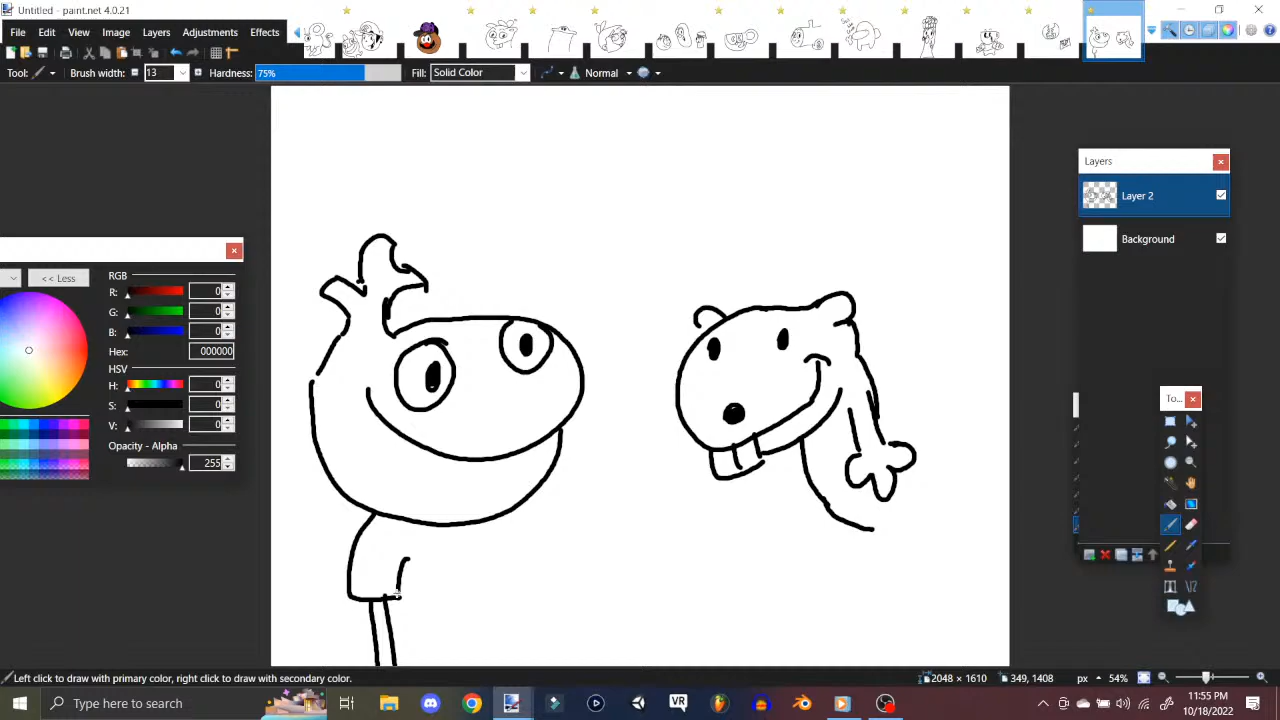 Untitled - paint.net 4.0.21
File Edit View Image Layers Adjustments Effects
Tool: Brush width: 13 Hardness: 75% Fill: Solid Color Normal
Layers
Layer 2
Background
<< Less
RGB
R: 0
G: 0
B: 0
Hex: 000000
HSV
H: 0
S: 0
V: 0
Opacity - Alpha
255
To...
Left click to draw with primary color, right click to draw with secondary color.
2048 × 1610 349, 1408 px 54%
Type here to search
VR
11:55 PM
10/18/2022